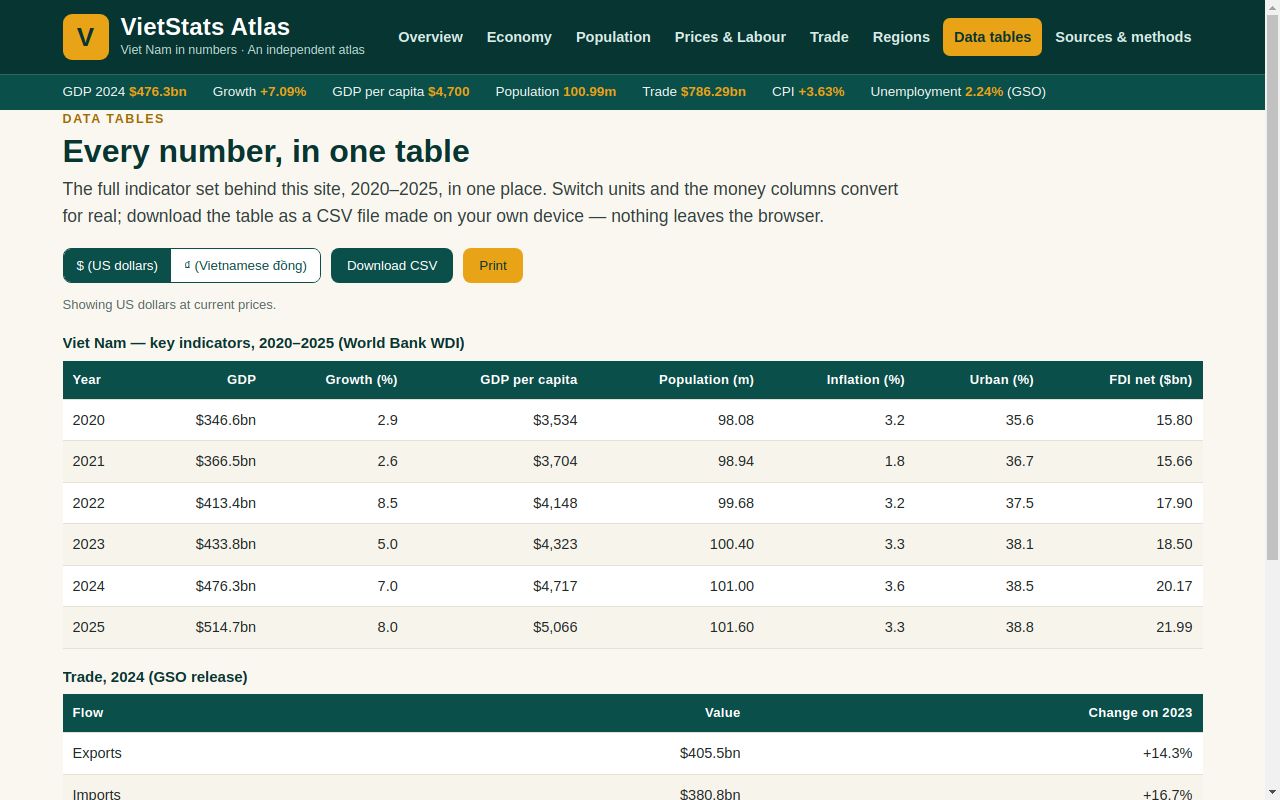 V
VietStats Atlas
Viet Nam in numbers · An independent atlas
Overview Economy Population Prices & Labour Trade Regions Data tables Sources & methods
GDP 2024 $476.3bn Growth +7.09% GDP per capita $4,700 Population 100.99m Trade $786.29bn CPI +3.63% Unemployment 2.24% (GSO)
DATA TABLES
Every number, in one table
The full indicator set behind this site, 2020–2025, in one place. Switch units and the money columns convert
for real; download the table as a CSV file made on your own device — nothing leaves the browser.
$ (US dollars) ₫ (Vietnamese đồng) Download CSV Print
Showing US dollars at current prices.
Viet Nam — key indicators, 2020–2025 (World Bank WDI)
Year GDP Growth (%) GDP per capita Population (m) Inflation (%) Urban (%) FDI net ($bn)
2020 $346.6bn 2.9 $3,534 98.08 3.2 35.6 15.80
2021 $366.5bn 2.6 $3,704 98.94 1.8 36.7 15.66
2022 $413.4bn 8.5 $4,148 99.68 3.2 37.5 17.90
2023 $433.8bn 5.0 $4,323 100.40 3.3 38.1 18.50
2024 $476.3bn 7.0 $4,717 101.00 3.6 38.5 20.17
2025 $514.7bn 8.0 $5,066 101.60 3.3 38.8 21.99
Trade, 2024 (GSO release)
Flow Value Change on 2023
Exports $405.5bn +14.3%
Imports $380.8bn +16.7%